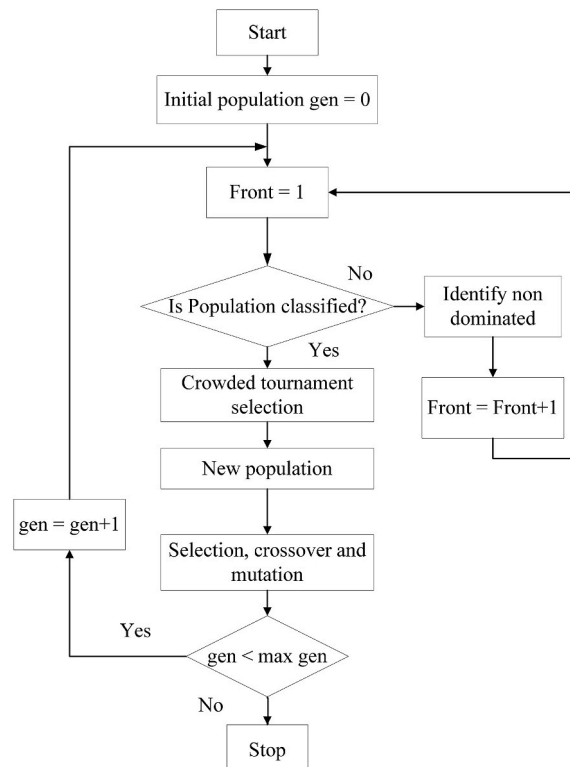 Start
Initial population gen = 0
Front = 1
No
Is Population classified?
Identify non
dominated
Yes
Crowded tournament
selection
Front = Front+1
New population
gen = gen+1
Selection, crossover and
mutation
Yes
gen < max gen
No
Stop